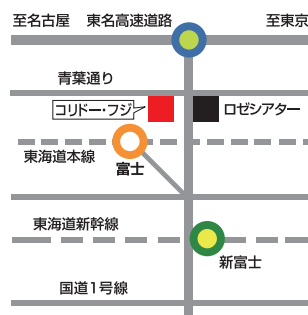 至名古屋 東名高速道路 至東京
青葉通り
コリドー・フジ ロゼシアター
東海道本線
富士
東海道新幹線
新富士
国道1号線